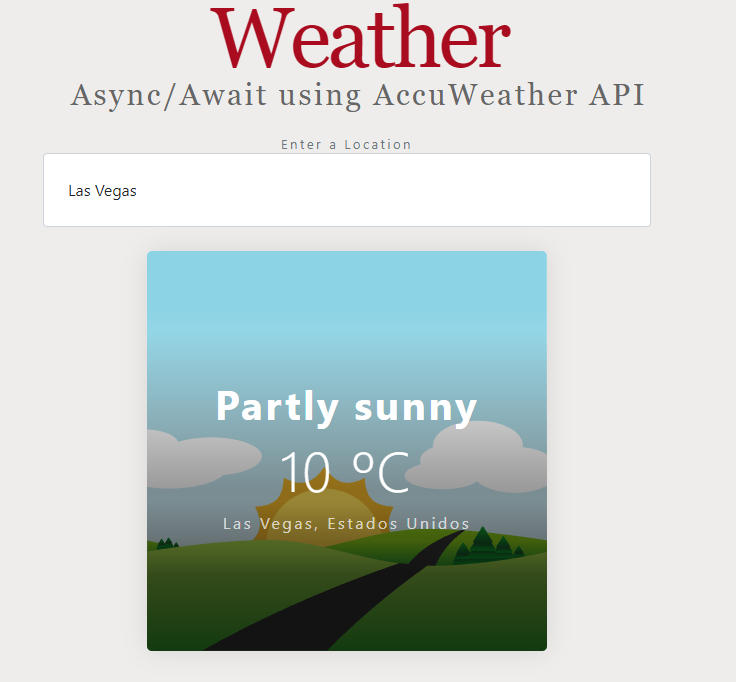 Weather
Async/Await using AccuWeather API
Enter a Location
Las Vegas
Partly sunny
10 ºC
Las Vegas, Estados Unidos